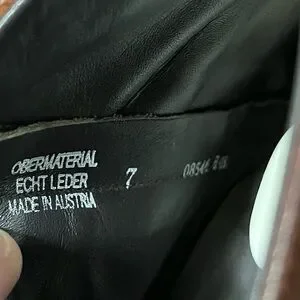 OBERMATERIAL
ECHT LEDER
MADE IN AUSTRIA
7